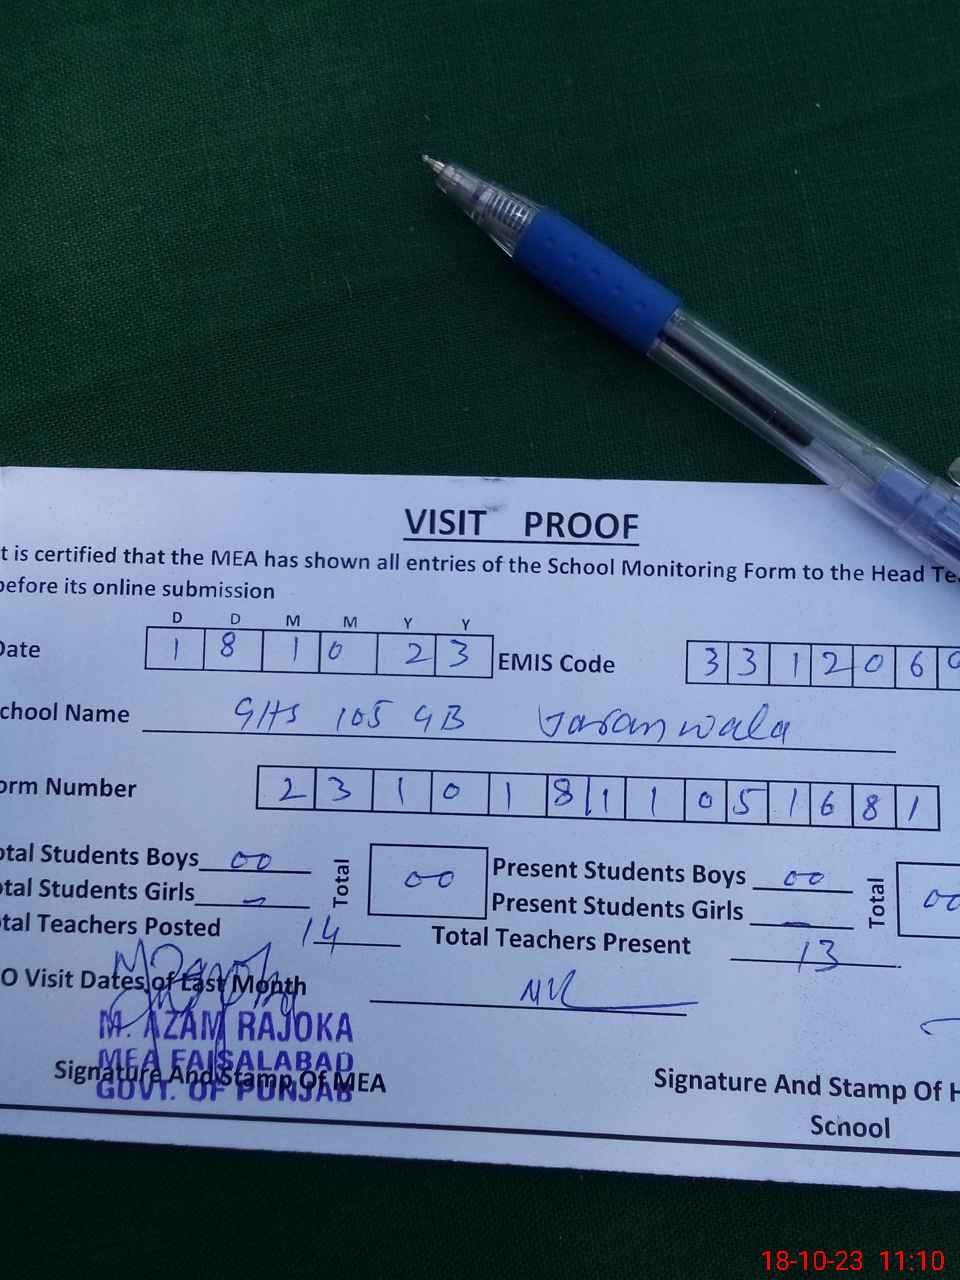 VISIT PROOF
t is certified that the MEA has shown all entries of the School Monitoring Form to the Head Te
before its online submission
D D M M Y Y
Date 1 8 1 0 2 3 EMIS Code 3 3 1 2 0 6 0
chool Name GHS 105 GB Jaranwala
orm Number 2 3 1 0 1 8 1 1 0 5 1 6 8 1
otal Students Boys 00 Total 00 Present Students Boys 00 Total 00
otal Students Girls - Present Students Girls -
tal Teachers Posted 14 Total Teachers Present 13
O Visit Dates of Last Month Nil
M. AZAM RAJOKA
MEA FAISALABAD
GOVT. OF PUNJAB
Signature And Stamp Of MEA Signature And Stamp Of H
School
18-10-23 11:10